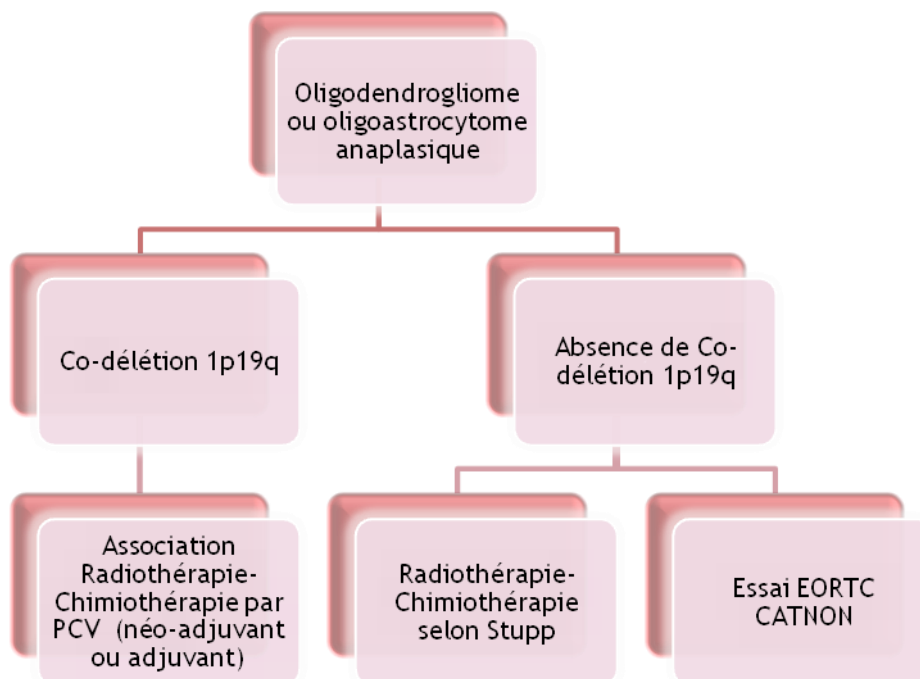 Oligodendrogliome
ou oligoastrocytome
anaplasique
Co-délétion 1p19q
Absence de Co-
délétion 1p19q
Association
Radiothérapie-
Chimiothérapie par
PCV (néo-adjuvant
ou adjuvant)
Radiothérapie-
Chimiothérapie
selon Stupp
Essai EORTC
CATNON